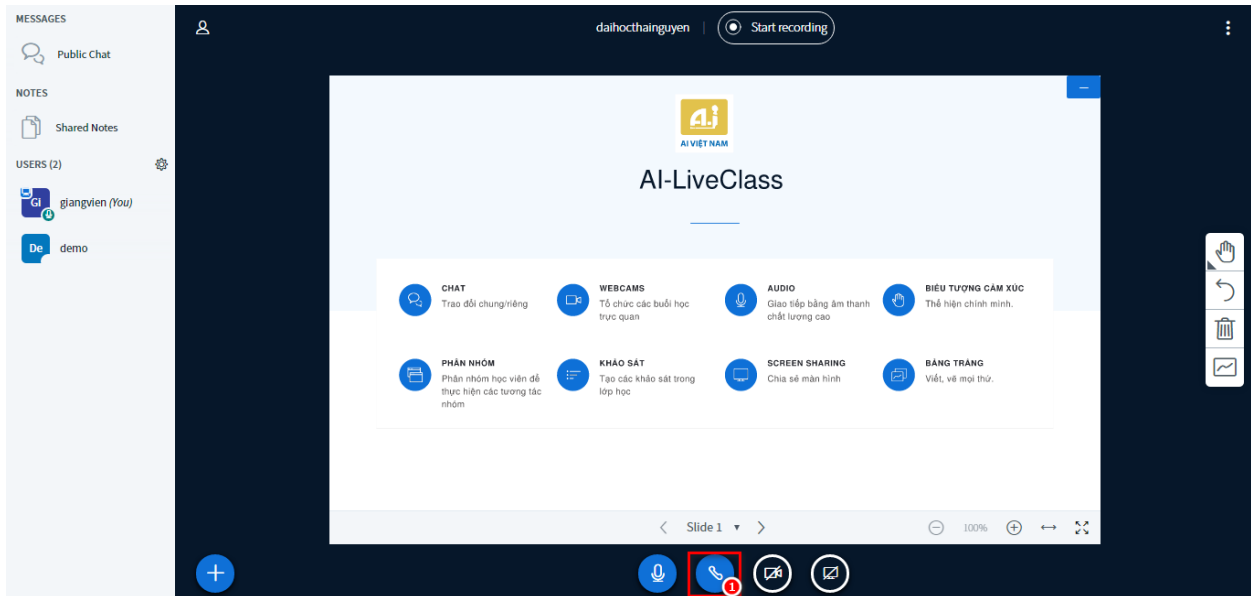 MESSAGES
Public Chat
NOTES
Shared Notes
USERS (2)
Gi
giangvien (You)
De
demo
daihocthainguyen
Start recording
A.i
AI VIỆT NAM
AI-LiveClass
CHAT
Trao đổi chung/riêng
WEBCAMS
Tổ chức các buổi học
trực quan
AUDIO
Giao tiếp bằng âm thanh
chất lượng cao
BIỂU TƯỢNG CẢM XÚC
Thể hiện chính mình.
PHÂN NHÓM
Phân nhóm học viên để
thực hiện các tương tác
nhóm
KHẢO SÁT
Tạo các khảo sát trong
lớp học
SCREEN SHARING
Chia sẻ màn hình
BẢNG TRẮNG
Viết, vẽ mọi thứ.
Slide 1
100%
1